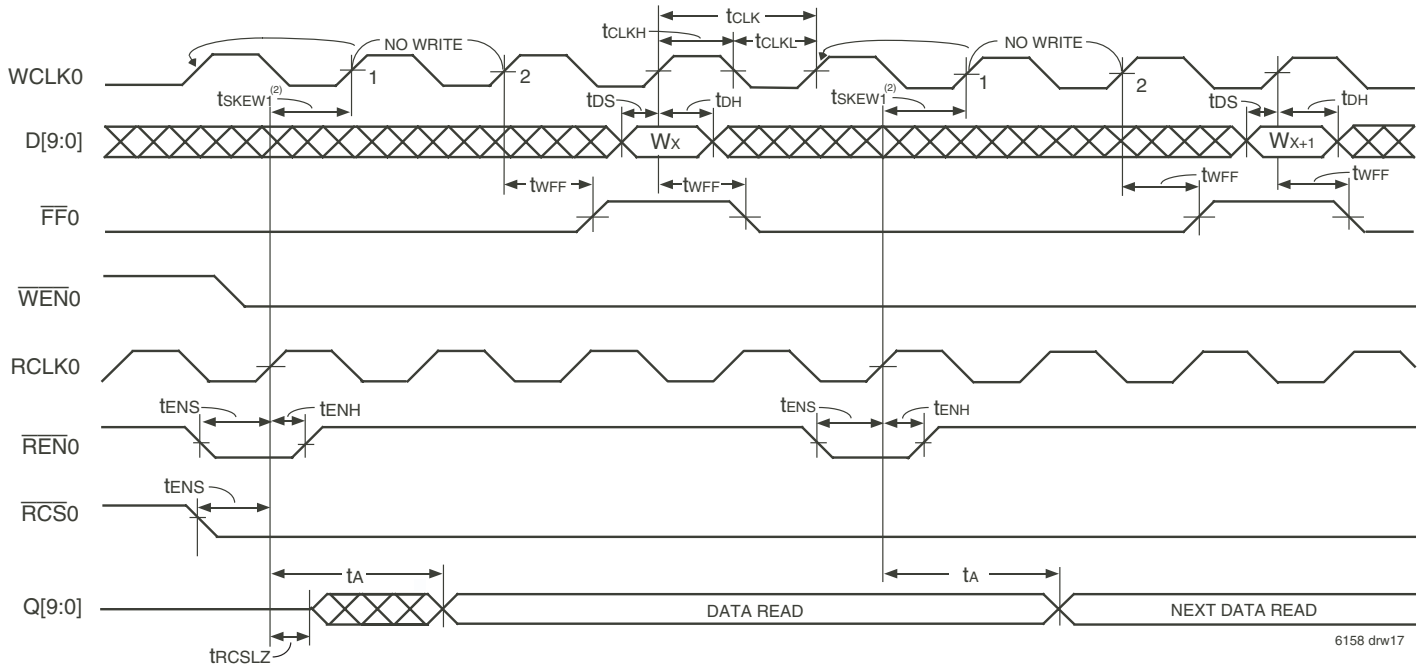 tCLK
tCLKH
tCLKL
NO WRITE
NO WRITE
WCLK0
1
2
1
2
tSKEW1(2)
tDS
tDH
tSKEW1(2)
tDS
tDH
D[9:0]
WX
WX+1
tWFF
tWFF
tWFF
tWFF
FF0
WEN0
RCLK0
tENS
tENH
tENS
tENH
REN0
tENS
RCS0
tA
tA
Q[9:0]
DATA READ
NEXT DATA READ
tRCSLZ
6158 drw17